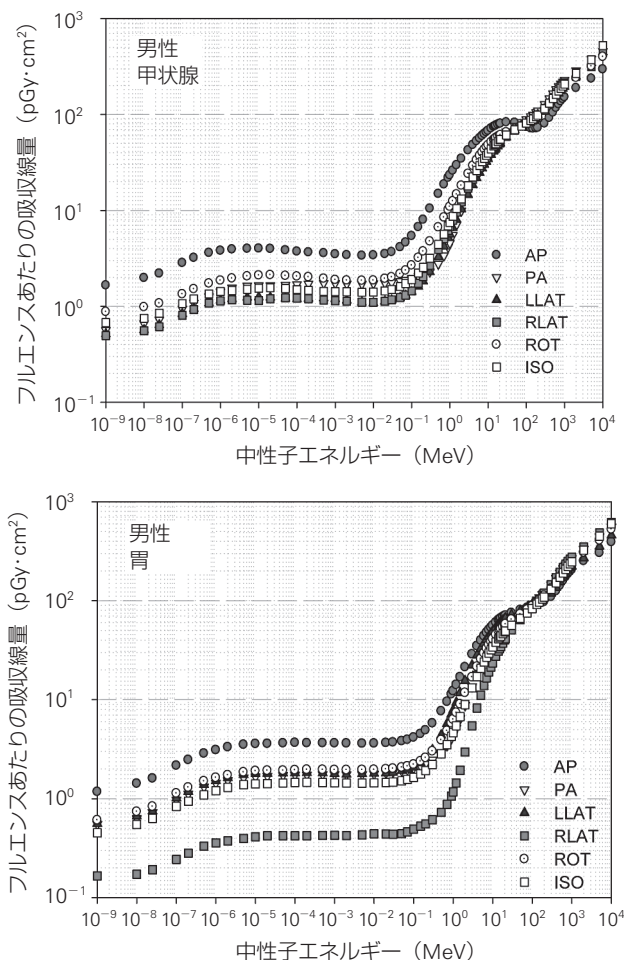 フルエンスあたりの吸収線量（pGy･cm²）
10³
10²
10¹
10⁰
10⁻¹
男性
甲状腺
AP
PA
LLAT
RLAT
ROT
ISO
10⁻⁹ 10⁻⁸ 10⁻⁷ 10⁻⁶ 10⁻⁵ 10⁻⁴ 10⁻³ 10⁻² 10⁻¹ 10⁰ 10¹ 10² 10³ 10⁴
中性子エネルギー（MeV）
フルエンスあたりの吸収線量（pGy･cm²）
10³
10²
10¹
10⁰
10⁻¹
男性
胃
AP
PA
LLAT
RLAT
ROT
ISO
10⁻⁹ 10⁻⁸ 10⁻⁷ 10⁻⁶ 10⁻⁵ 10⁻⁴ 10⁻³ 10⁻² 10⁻¹ 10⁰ 10¹ 10² 10³ 10⁴
中性子エネルギー（MeV）